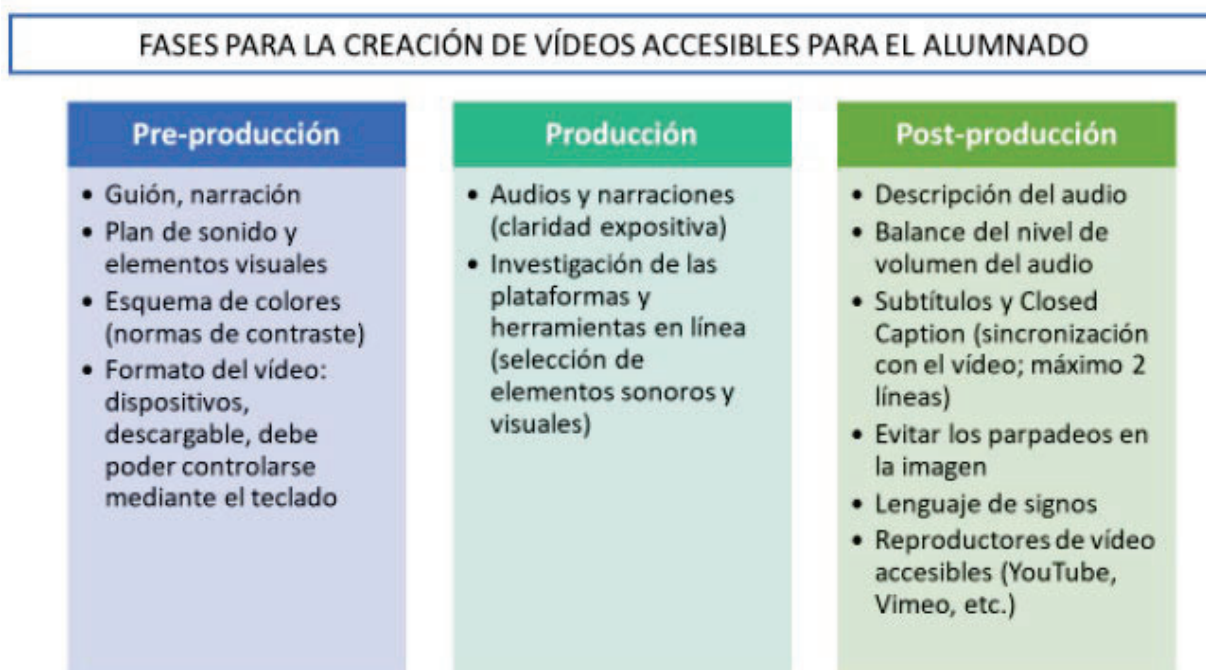 FASES PARA LA CREACIÓN DE VÍDEOS ACCESIBLES PARA EL ALUMNADO
Pre-producción
• Guión, narración
• Plan de sonido y
elementos visuales
• Esquema de colores
(normas de contraste)
• Formato del vídeo:
dispositivos,
descargable, debe
poder controlarse
mediante el teclado
Producción
• Audios y narraciones
(claridad expositiva)
• Investigación de las
plataformas y
herramientas en línea
(selección de
elementos sonoros y
visuales)
Post-producción
• Descripción del audio
• Balance del nivel de
volumen del audio
• Subtítulos y Closed
Caption (sincronización
con el vídeo; máximo 2
líneas)
• Evitar los parpadeos en
la imagen
• Lenguaje de signos
• Reproductores de vídeo
accesibles (YouTube,
Vimeo, etc.)